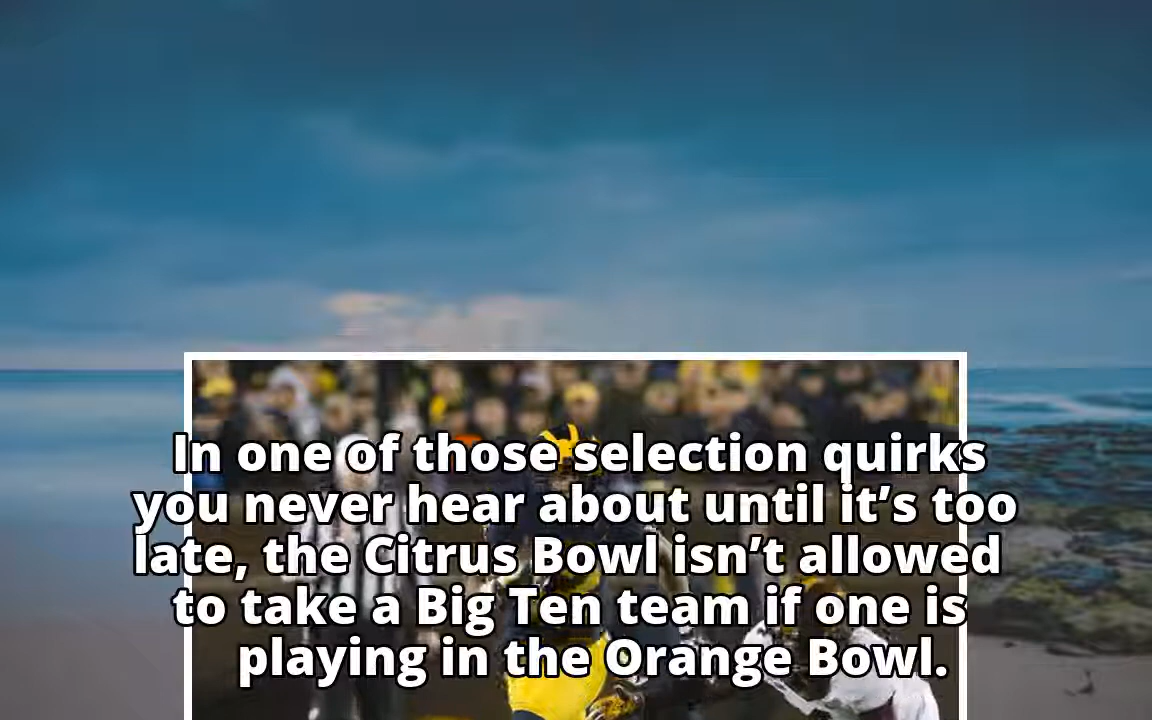 In one of those selection quirks
you never hear about until it’s too
late, the Citrus Bowl isn’t allowed
to take a Big Ten team if one is
playing in the Orange Bowl.